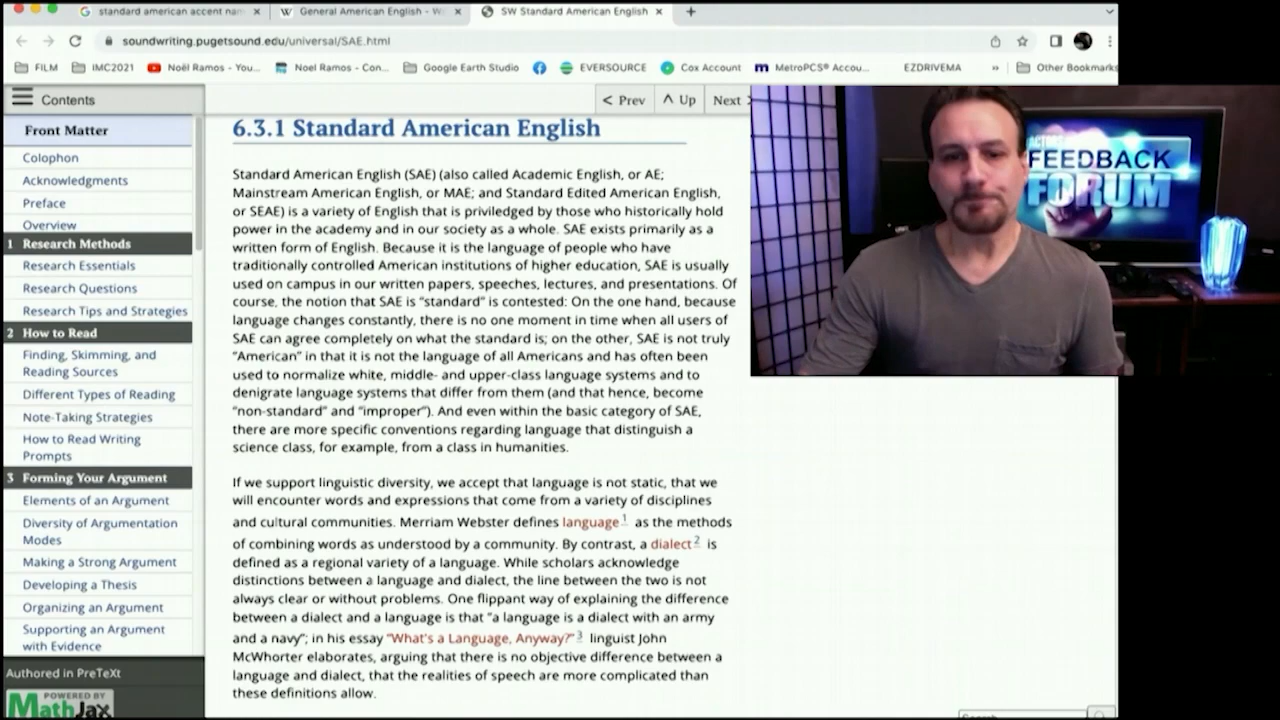 standard american accent nam
General American English - W
SW Standard American English
soundwriting.pugetsound.edu/universal/SAE.html
FILM
IMC2021
Noël Ramos - You...
Noel Ramos - Con...
Google Earth Studio
EVERSOURCE
Cox Account
MetroPCS® Accou...
EZDRIVEMA
»
Other Bookmarks
Contents
< Prev
Up
Next >
Front Matter
Colophon
Acknowledgments
Preface
Overview
1 Research Methods
Research Essentials
Research Questions
Research Tips and Strategies
2 How to Read
Finding, Skimming, and
Reading Sources
Different Types of Reading
Note-Taking Strategies
How to Read Writing
Prompts
3 Forming Your Argument
Elements of an Argument
Diversity of Argumentation
Modes
Making a Strong Argument
Developing a Thesis
Organizing an Argument
Supporting an Argument
with Evidence
Authored in PreTeXt
POWERED BY
MathJax
6.3.1 Standard American English
Standard American English (SAE) (also called Academic English, or AE;
Mainstream American English, or MAE; and Standard Edited American English,
or SEAE) is a variety of English that is priviledged by those who historically hold
power in the academy and in our society as a whole. SAE exists primarily as a
written form of English. Because it is the language of people who have
traditionally controlled American institutions of higher education, SAE is usually
used on campus in our written papers, speeches, lectures, and presentations. Of
course, the notion that SAE is "standard" is contested: On the one hand, because
language changes constantly, there is no one moment in time when all users of
SAE can agree completely on what the standard is; on the other, SAE is not truly
"American" in that it is not the language of all Americans and has often been
used to normalize white, middle- and upper-class language systems and to
denigrate language systems that differ from them (and that hence, become
"non-standard" and "improper"). And even within the basic category of SAE,
there are more specific conventions regarding language that distinguish a
science class, for example, from a class in humanities.
If we support linguistic diversity, we accept that language is not static, that we
will encounter words and expressions that come from a variety of disciplines
and cultural communities. Merriam Webster defines language 1 as the methods
of combining words as understood by a community. By contrast, a dialect 2 is
defined as a regional variety of a language. While scholars acknowledge
distinctions between a language and dialect, the line between the two is not
always clear or without problems. One flippant way of explaining the difference
between a dialect and a language is that "a language is a dialect with an army
and a navy"; in his essay "What's a Language, Anyway?" 3 linguist John
McWhorter elaborates, arguing that there is no objective difference between a
language and dialect, that the realities of speech are more complicated than
these definitions allow.
Search
FEEDBACK
FORUM